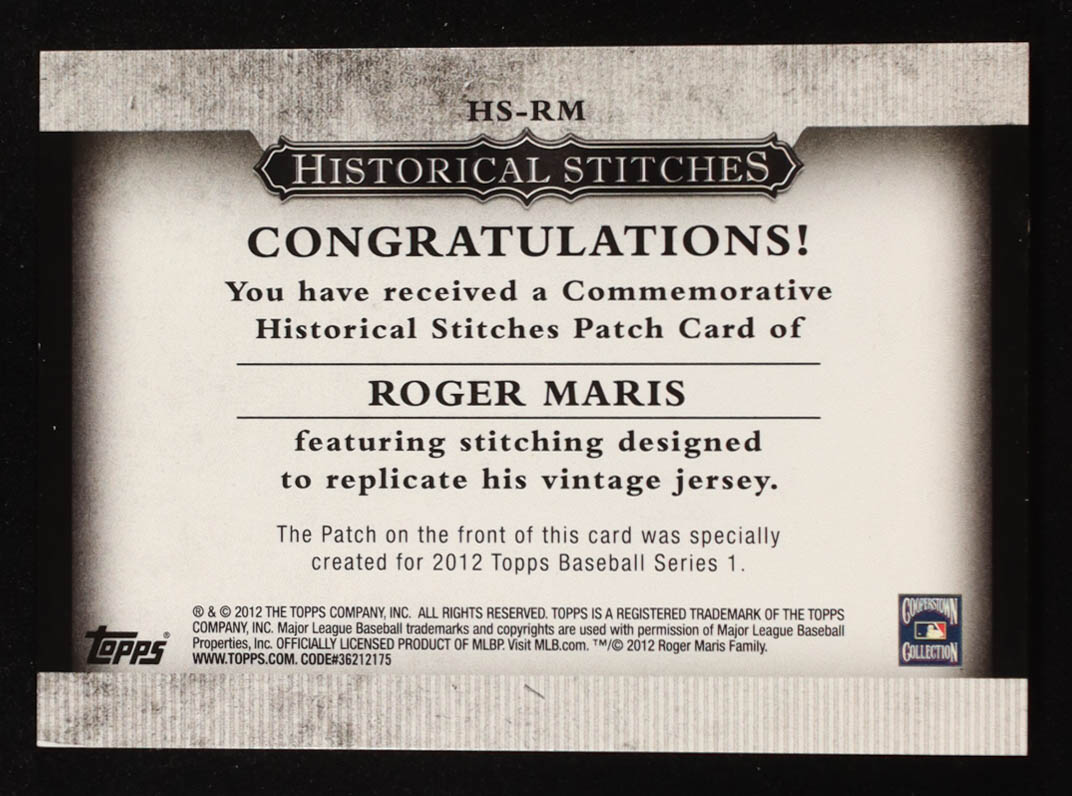 HS-RM
HISTORICAL STITCHES
CONGRATULATIONS!
You have received a Commemorative
Historical Stitches Patch Card of
ROGER MARIS
featuring stitching designed
to replicate his vintage jersey.
The Patch on the front of this card was specially
created for 2012 Topps Baseball Series 1.
® & © 2012 THE TOPPS COMPANY, INC. ALL RIGHTS RESERVED. TOPPS IS A REGISTERED TRADEMARK OF THE TOPPS
COMPANY, INC. Major League Baseball trademarks and copyrights are used with permission of Major League Baseball
Properties, Inc. OFFICIALLY LICENSED PRODUCT OF MLBP. Visit MLB.com. ™/© 2012 Roger Maris Family.
WWW.TOPPS.COM. CODE#36212175
topps®
COOPERSTOWN
COLLECTION